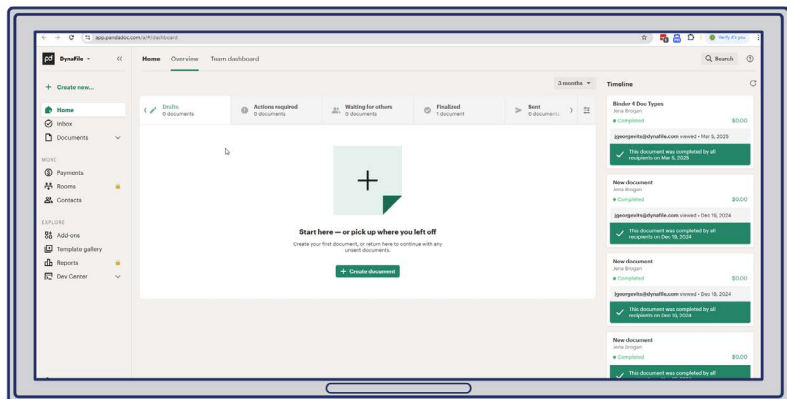 app.pandadoc.com/a/#/dashboard
Verify it's you
pd DynaFile
Home Overview Team dashboard
Search
+ Create new...
Home
Inbox
Documents
MORE
Payments
Rooms
Contacts
EXPLORE
Add-ons
Template gallery
Reports
Dev Center
3 months
Drafts
0 documents
Actions required
0 documents
Waiting for others
0 documents
Finalized
1 document
Sent
0 documents
Start here — or pick up where you left off
Create your first document, or return here to continue with any
unsent documents.
+ Create document
Timeline
Binder 4 Doc Types
Jena Brogan
Completed $0.00
jgeorgevits@dynafile.com viewed • Mar 5, 2025
This document was completed by all
recipients on Mar 5, 2025
New document
Jena Brogan
Completed $0.00
jgeorgevits@dynafile.com viewed • Dec 19, 2024
This document was completed by all
recipients on Dec 19, 2024
New document
Jena Brogan
Completed $0.00
jgeorgevits@dynafile.com viewed • Dec 19, 2024
This document was completed by all
recipients on Dec 19, 2024
New document
Jena Brogan
Completed $0.00
This document was completed by all